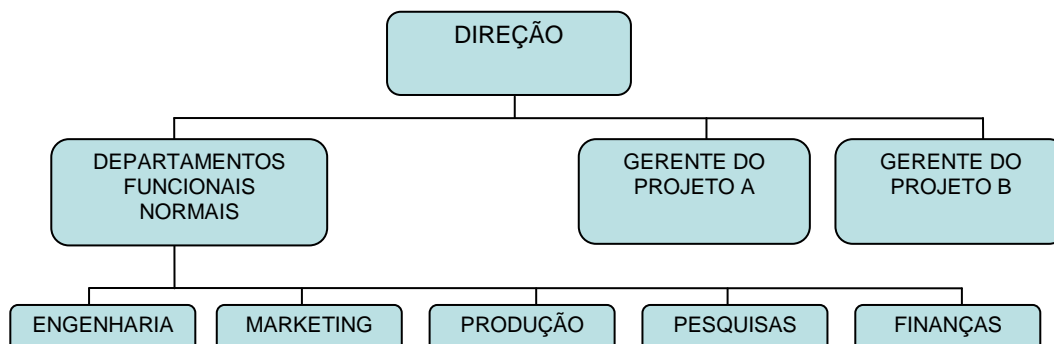 DIREÇÃO
DEPARTAMENTOS
FUNCIONAIS
NORMAIS
GERENTE DO
PROJETO A
GERENTE DO
PROJETO B
ENGENHARIA
MARKETING
PRODUÇÃO
PESQUISAS
FINANÇAS